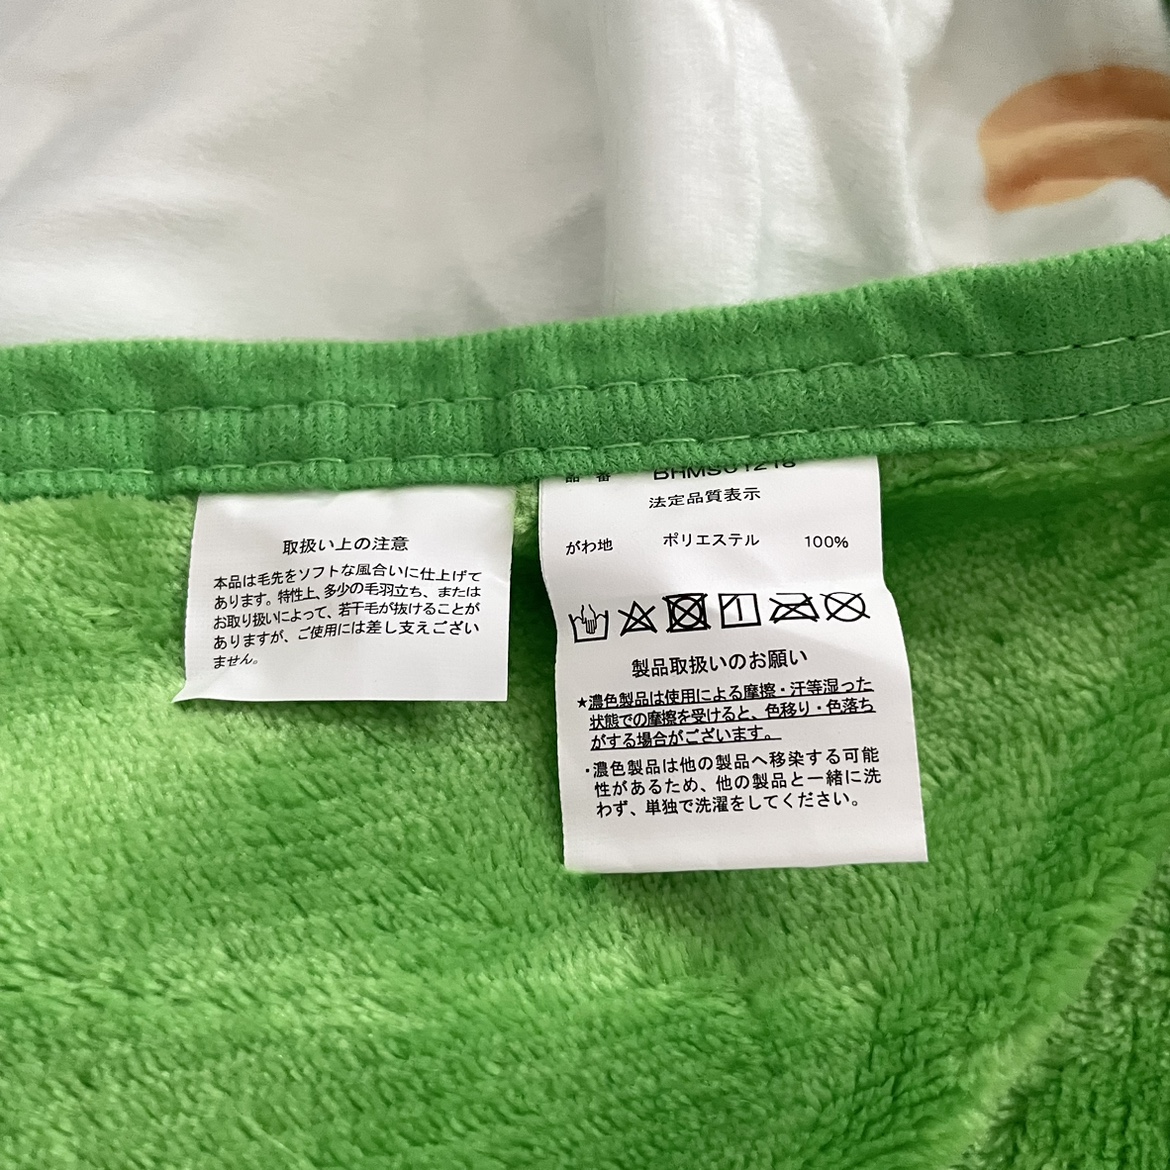 取扱い上の注意
本品は毛先をソフトな風合いに仕上げて
あります。特性上、多少の毛羽立ち、または
お取り扱いによって、若干毛が抜けることが
ありますが、ご使用には差し支えござい
ません。
品 番 BHMS01218
法定品質表示
がわ地 ポリエステル 100%
製品取扱いのお願い
★濃色製品は使用による摩擦・汗等湿った
状態での摩擦を受けると、色移り・色落ち
がする場合がございます。
・濃色製品は他の製品へ移染する可能
性があるため、他の製品と一緒に洗
わず、単独で洗濯をしてください。